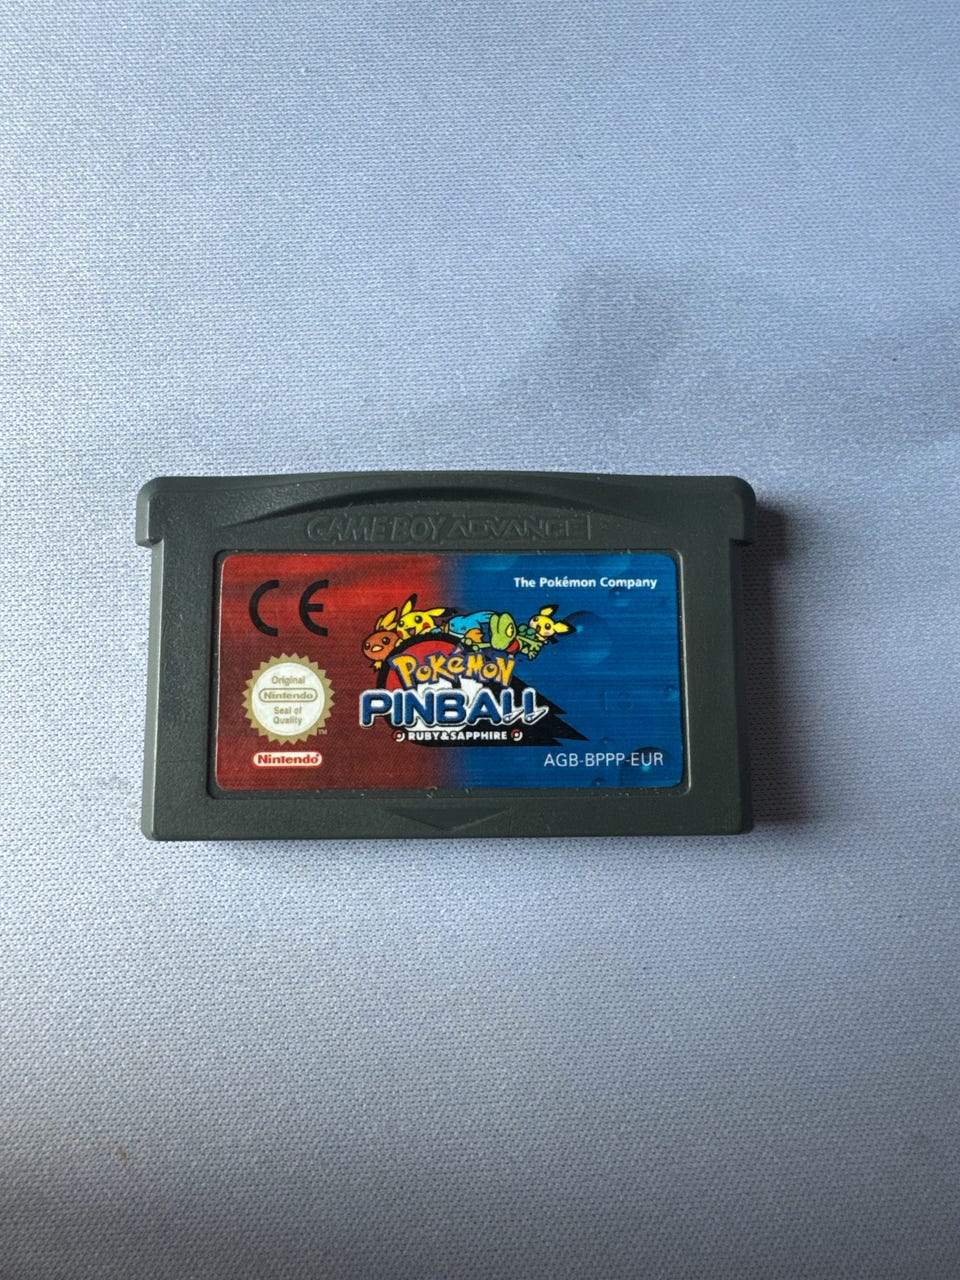 GAME BOY ADVANCE
CE
The Pokémon Company
POKéMON
PINBALL
RUBY & SAPPHIRE
Original
Nintendo
Seal of
Quality
TM
Nintendo
AGB-BPPP-EUR